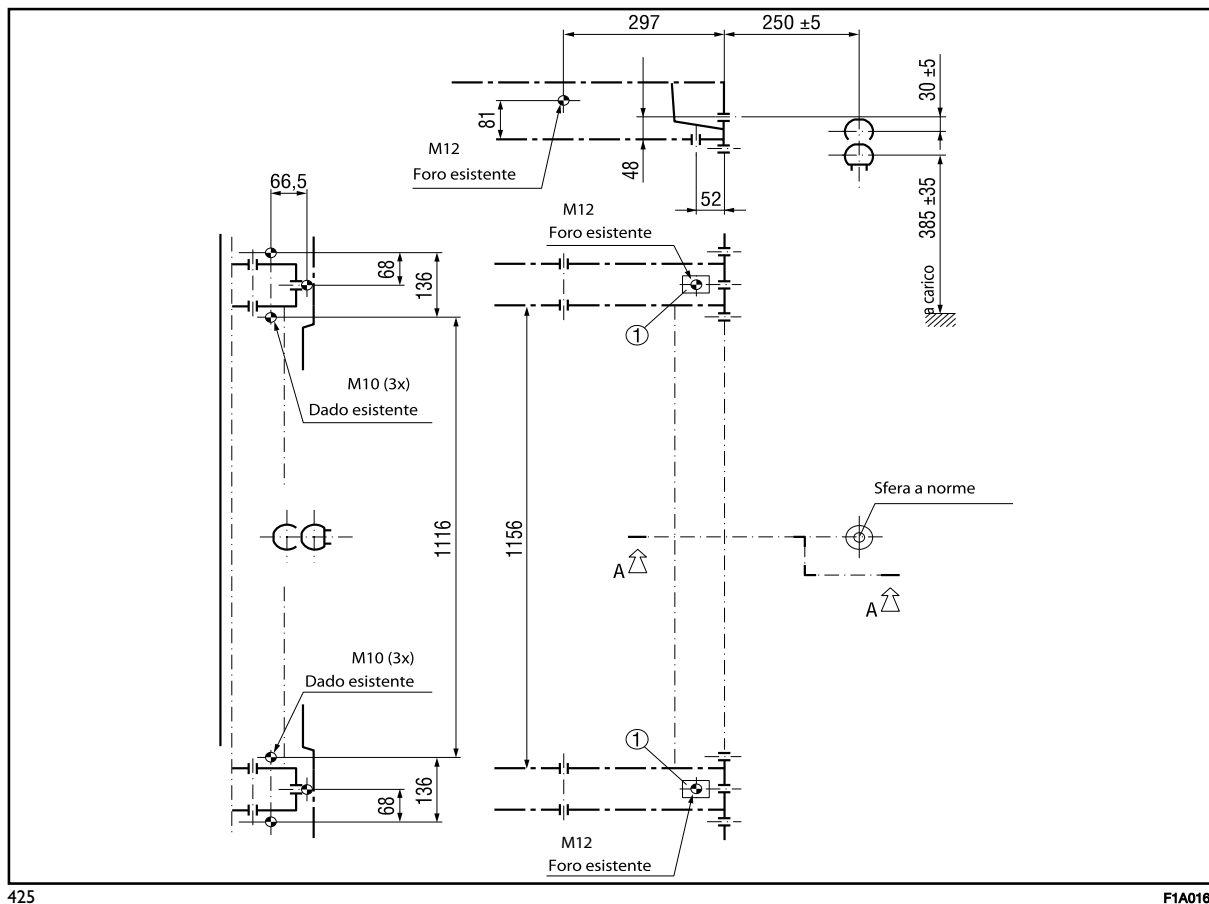 297
250 ±5
30 ±5
81
M12
Foro esistente
48
52
385 ±35
a carico
66,5
M12
Foro esistente
68
136
1
M10 (3x)
Dado esistente
1116
1156
Sfera a norme
A
A
M10 (3x)
Dado esistente
1
68
136
M12
Foro esistente
425
F1A0165